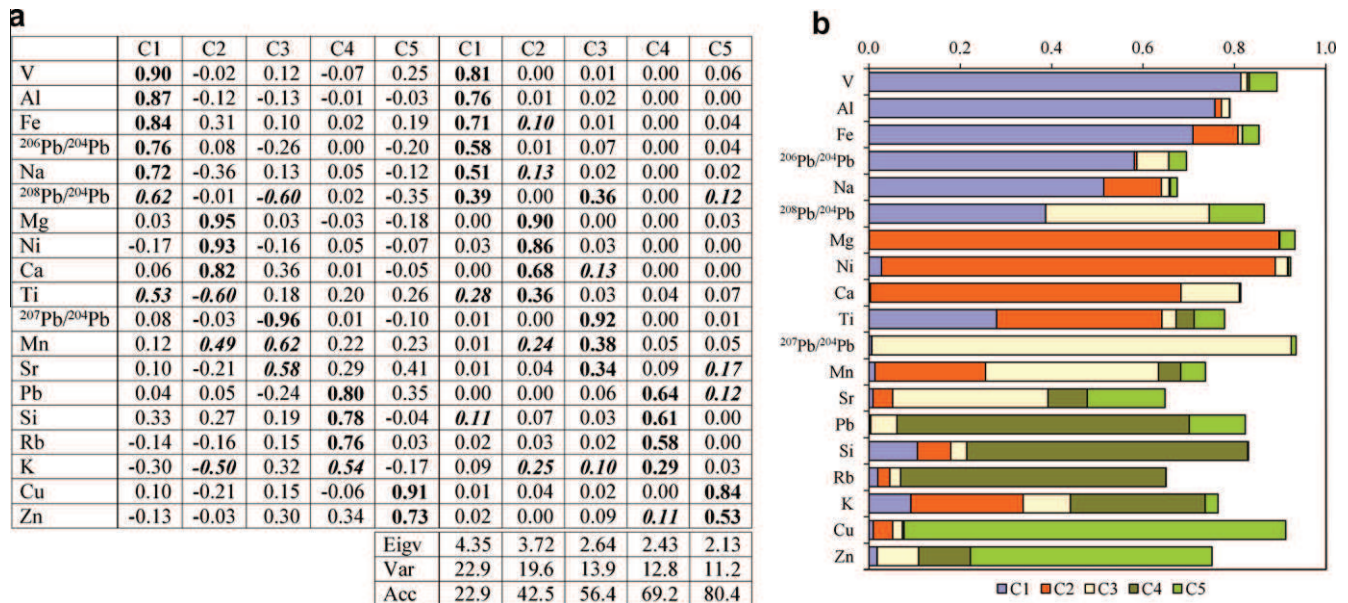 a
C1 C2 C3 C4 C5 C1 C2 C3 C4 C5
V 0.90 -0.02 0.12 -0.07 0.25 0.81 0.00 0.01 0.00 0.06
Al 0.87 -0.12 -0.13 -0.01 -0.03 0.76 0.01 0.02 0.00 0.00
Fe 0.84 0.31 0.10 0.02 0.19 0.71 0.10 0.01 0.00 0.04
²⁰⁶Pb/²⁰⁴Pb 0.76 0.08 -0.26 0.00 -0.20 0.58 0.01 0.07 0.00 0.04
Na 0.72 -0.36 0.13 0.05 -0.12 0.51 0.13 0.02 0.00 0.02
²⁰⁸Pb/²⁰⁴Pb 0.62 -0.01 -0.60 0.02 -0.35 0.39 0.00 0.36 0.00 0.12
Mg 0.03 0.95 0.03 -0.03 -0.18 0.00 0.90 0.00 0.00 0.03
Ni -0.17 0.93 -0.16 0.05 -0.07 0.03 0.86 0.03 0.00 0.00
Ca 0.06 0.82 0.36 0.01 -0.05 0.00 0.68 0.13 0.00 0.00
Ti 0.53 -0.60 0.18 0.20 0.26 0.28 0.36 0.03 0.04 0.07
²⁰⁷Pb/²⁰⁴Pb 0.08 -0.03 -0.96 0.01 -0.10 0.01 0.00 0.92 0.00 0.01
Mn 0.12 0.49 0.62 0.22 0.23 0.01 0.24 0.38 0.05 0.05
Sr 0.10 -0.21 0.58 0.29 0.41 0.01 0.04 0.34 0.09 0.17
Pb 0.04 0.05 -0.24 0.80 0.35 0.00 0.00 0.06 0.64 0.12
Si 0.33 0.27 0.19 0.78 -0.04 0.11 0.07 0.03 0.61 0.00
Rb -0.14 -0.16 0.15 0.76 0.03 0.02 0.03 0.02 0.58 0.00
K -0.30 -0.50 0.32 0.54 -0.17 0.09 0.25 0.10 0.29 0.03
Cu 0.10 -0.21 0.15 -0.06 0.91 0.01 0.04 0.02 0.00 0.84
Zn -0.13 -0.03 0.30 0.34 0.73 0.02 0.00 0.09 0.11 0.53
Eigv 4.35 3.72 2.64 2.43 2.13
Var 22.9 19.6 13.9 12.8 11.2
Acc 22.9 42.5 56.4 69.2 80.4
b
0.0 0.2 0.4 0.6 0.8 1.0
V
Al
Fe
²⁰⁶Pb/²⁰⁴Pb
Na
²⁰⁸Pb/²⁰⁴Pb
Mg
Ni
Ca
Ti
²⁰⁷Pb/²⁰⁴Pb
Mn
Sr
Pb
Si
Rb
K
Cu
Zn
C1 C2 C3 C4 C5